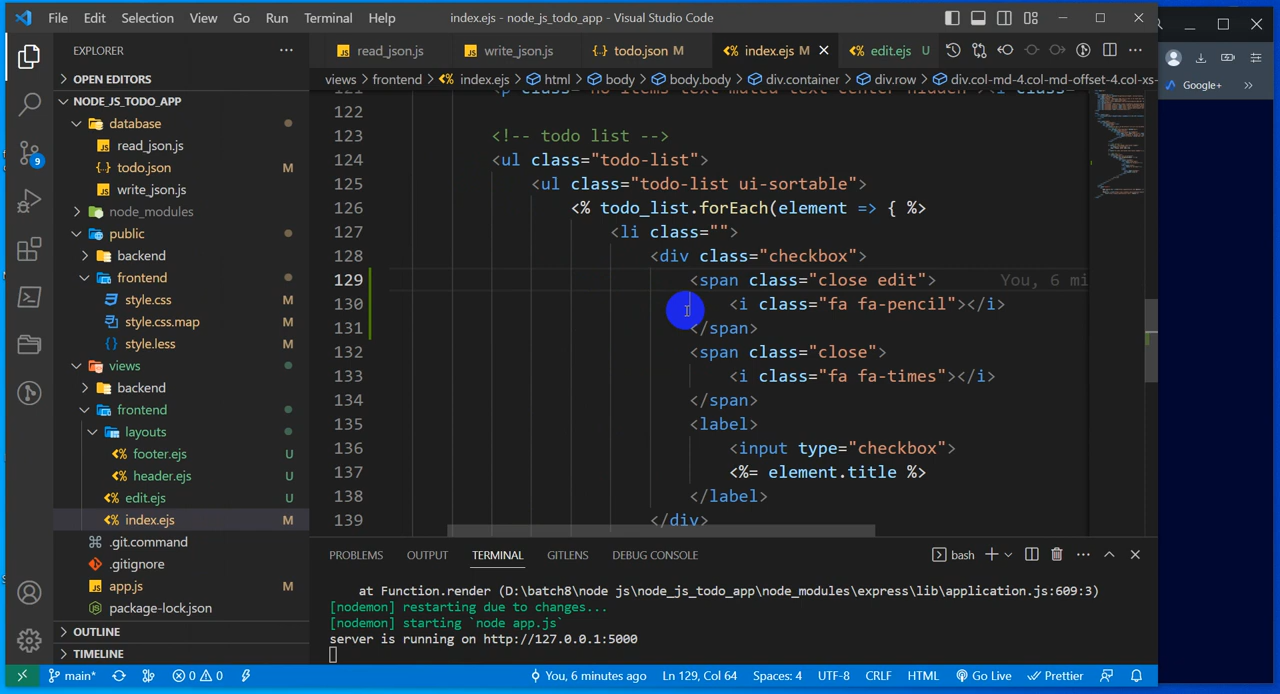 File Edit Selection View Go Run Terminal Help index.ejs - node_js_todo_app - Visual Studio Code
EXPLORER
OPEN EDITORS
NODE_JS_TODO_APP
database
read_json.js
todo.json M
write_json.js
node_modules
public
backend
frontend
style.css M
style.css.map M
style.less M
views
backend
frontend
layouts
footer.ejs U
header.ejs U
edit.ejs U
index.ejs M
.git.command
.gitignore
app.js M
package-lock.json
OUTLINE
TIMELINE
9
read_json.js write_json.js todo.json M index.ejs M edit.ejs U
views > frontend > index.ejs > html > body > body.body > div.container > div.row > div.col-md-4.col-md-offset-4.col-xs-
122
123 <!-- todo list -->
124 <ul class="todo-list">
125 <ul class="todo-list ui-sortable">
126 <% todo_list.forEach(element => { %>
127 <li class="">
128 <div class="checkbox">
129 <span class="close edit"> You, 6 mi
130 <i class="fa fa-pencil"></i>
131 </span>
132 <span class="close">
133 <i class="fa fa-times"></i>
134 </span>
135 <label>
136 <input type="checkbox">
137 <%= element.title %>
138 </label>
139 </div>
PROBLEMS OUTPUT TERMINAL GITLENS DEBUG CONSOLE bash
at Function.render (D:\batch8\node js\node_js_todo_app\node_modules\express\lib\application.js:609:3)
[nodemon] restarting due to changes...
[nodemon] starting `node app.js`
server is running on http://127.0.0.1:5000
main* 0 0 You, 6 minutes ago Ln 129, Col 64 Spaces: 4 UTF-8 CRLF HTML Go Live Prettier
Google+